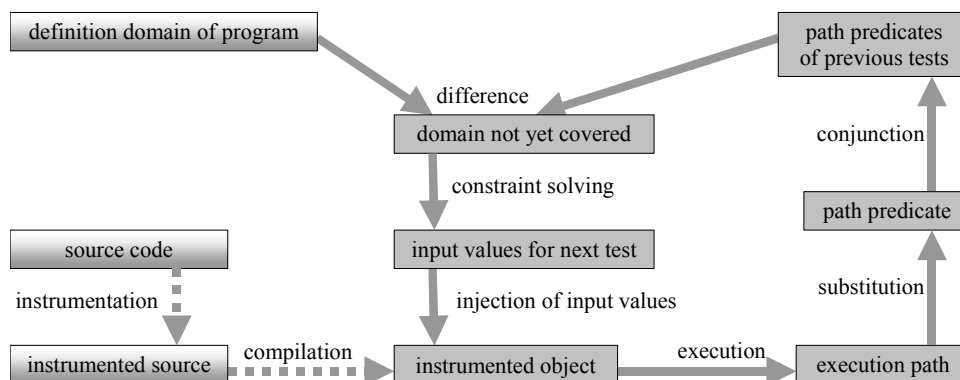 definition domain of program
path predicates
of previous tests
difference
domain not yet covered
conjunction
constraint solving
path predicate
source code
input values for next test
instrumentation
injection of input values
substitution
instrumented source
compilation
instrumented object
execution
execution path